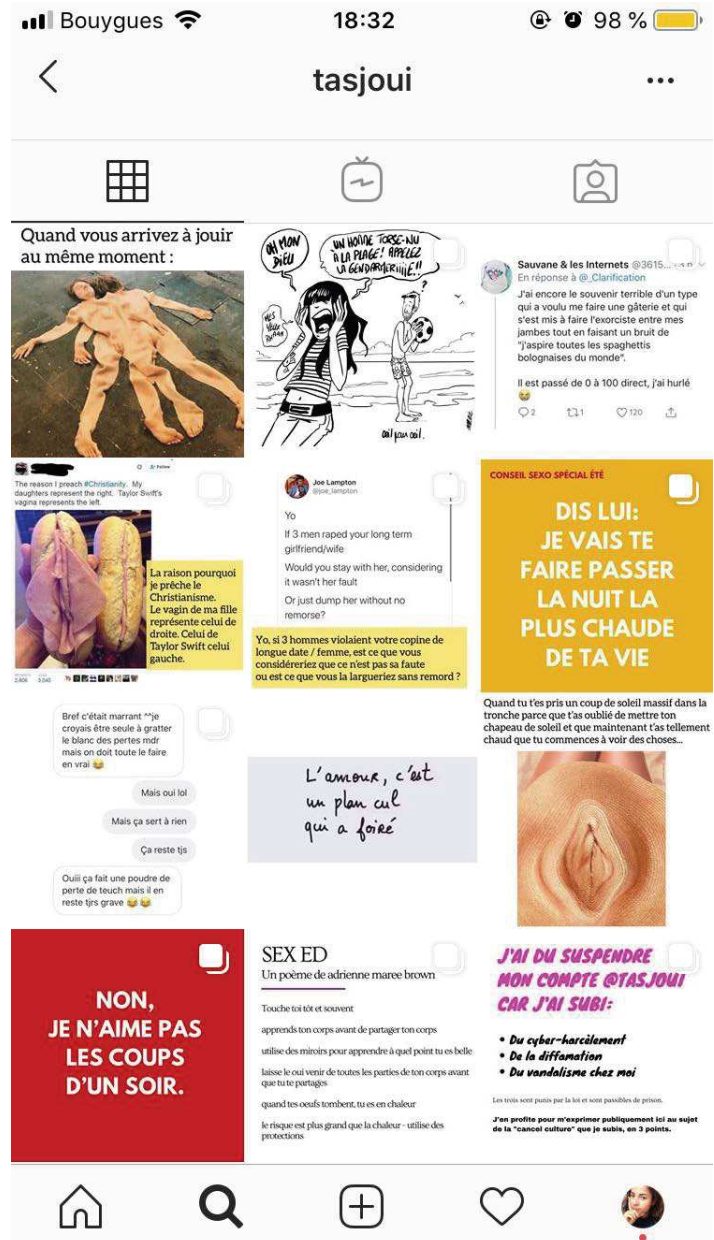 Bouygues 18:32 98 %
tasjoui
Quand vous arrivez à jouir
au même moment :
OH MON
DIEU
UN HOMME TORSE-NU
À LA PLAGE! APPELEZ
LA GENDARMERiiiiE!!
MES
YEUX
?
œil pour œil.
Sauvane & les Internets @3615...
En réponse à @_Clarification
J'ai encore le souvenir terrible d'un type
qui a voulu me faire une gâterie et qui
s'est mis à faire l'exorciste entre mes
jambes tout en faisant un bruit de
"j'aspire toutes les spaghettis
bolognaises du monde".
Il est passé de 0 à 100 direct, j'ai hurlé
2 1 120
Follow
The reason I preach #Christianity. My
daughters represent the right. Taylor Swift's
vagina represents the left.
La raison pourquoi
je prêche le
Christianisme.
Le vagin de ma fille
représente celui de
droite. Celui de
Taylor Swift celui
gauche.
Joe Lampton
@joe_lampton
Yo
If 3 men raped your long term
girlfriend/wife
Would you stay with her, considering
it wasn't her fault
Or just dump her without no
remorse?
Yo, si 3 hommes violaient votre copine de
longue date / femme, est ce que vous
considéreriez que ce n'est pas sa faute
ou est ce que vous la largueriez sans remord ?
CONSEIL SEXO SPÉCIAL ÉTÉ
DIS LUI:
JE VAIS TE
FAIRE PASSER
LA NUIT LA
PLUS CHAUDE
DE TA VIE
Bref c'était marrant ^^je
croyais être seule à gratter
le blanc des pertes mdr
mais on doit toute le faire
en vrai 😂
Mais oui lol
Mais ça sert à rien
Ça reste tjs
Ouiii ça fait une poudre de
perte de teuch mais il en
reste tjrs grave 😂😂
L'amour, c'est
un plan cul
qui a foiré
Quand tu t'es pris un coup de soleil massif dans la
tronche parce que t'as oublié de mettre ton
chapeau de soleil et que maintenant t'as tellement
chaud que tu commences à voir des choses...
NON,
JE N'AIME PAS
LES COUPS
D'UN SOIR.
SEX ED
Un poème de adrienne maree brown
Touche toi tôt et souvent
apprends ton corps avant de partager ton corps
utilise des miroirs pour apprendre à quel point tu es belle
laisse le oui venir de toutes les parties de ton corps avant
que tu te partages
quand tes oeufs tombent, tu es en chaleur
le risque est plus grand que la chaleur - utilise des
protections
J'AI DU SUSPENDRE
MON COMPTE @TASJOUI
CAR J'AI SUBI:
• Du cyber-harcèlement
• De la diffamation
• Du vandalisme chez moi
Les trois sont punis par la loi et sont passibles de prison.
J'en profite pour m'exprimer publiquement ici au sujet
de la "cancel culture" que je subis, en 3 points.